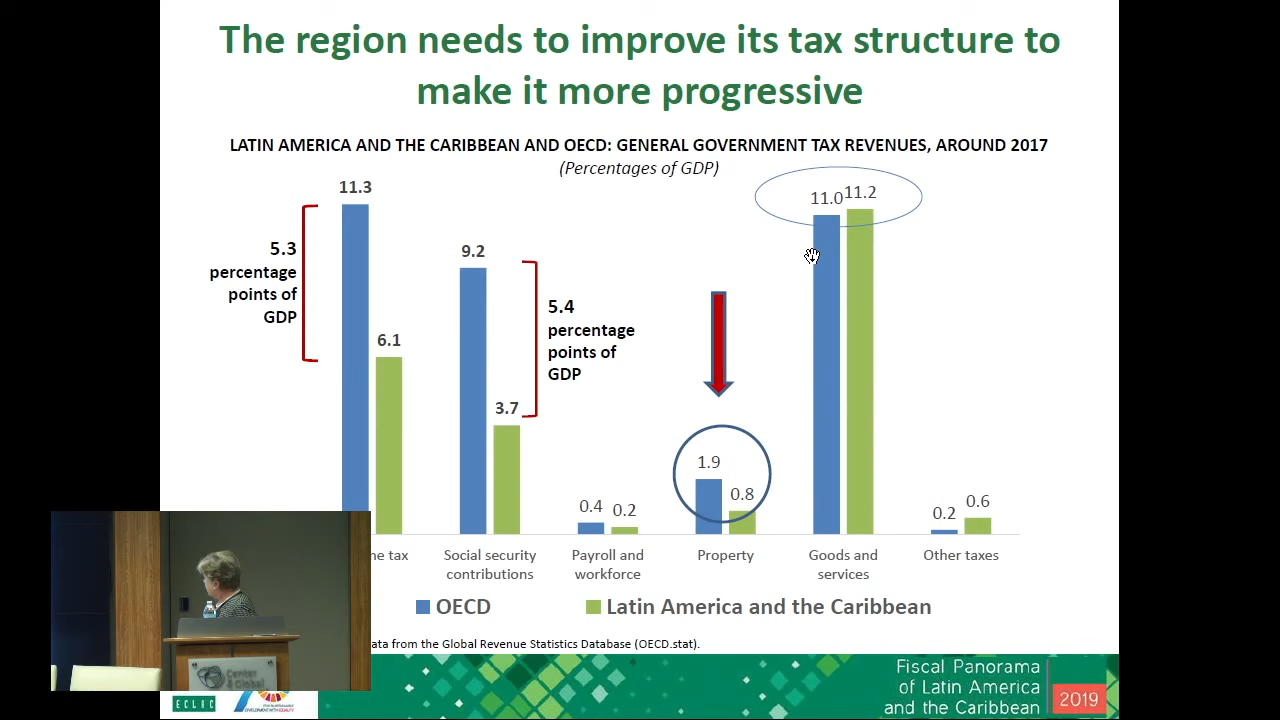 The region needs to improve its tax structure to
make it more progressive
LATIN AMERICA AND THE CARIBBEAN AND OECD: GENERAL GOVERNMENT TAX REVENUES, AROUND 2017
(Percentages of GDP)
11.3
6.1
5.3
percentage
points of
GDP
9.2
3.7
5.4
percentage
points of
GDP
0.4
0.2
1.9
0.8
11.0
11.2
0.2
0.6
ne tax
Social security
contributions
Payroll and
workforce
Property
Goods and
services
Other taxes
OECD
Latin America and the Caribbean
ata from the Global Revenue Statistics Database (OECD.stat).
Center
Global
ECLAC
Fiscal Panorama
of Latin America
and the Caribbean
2019